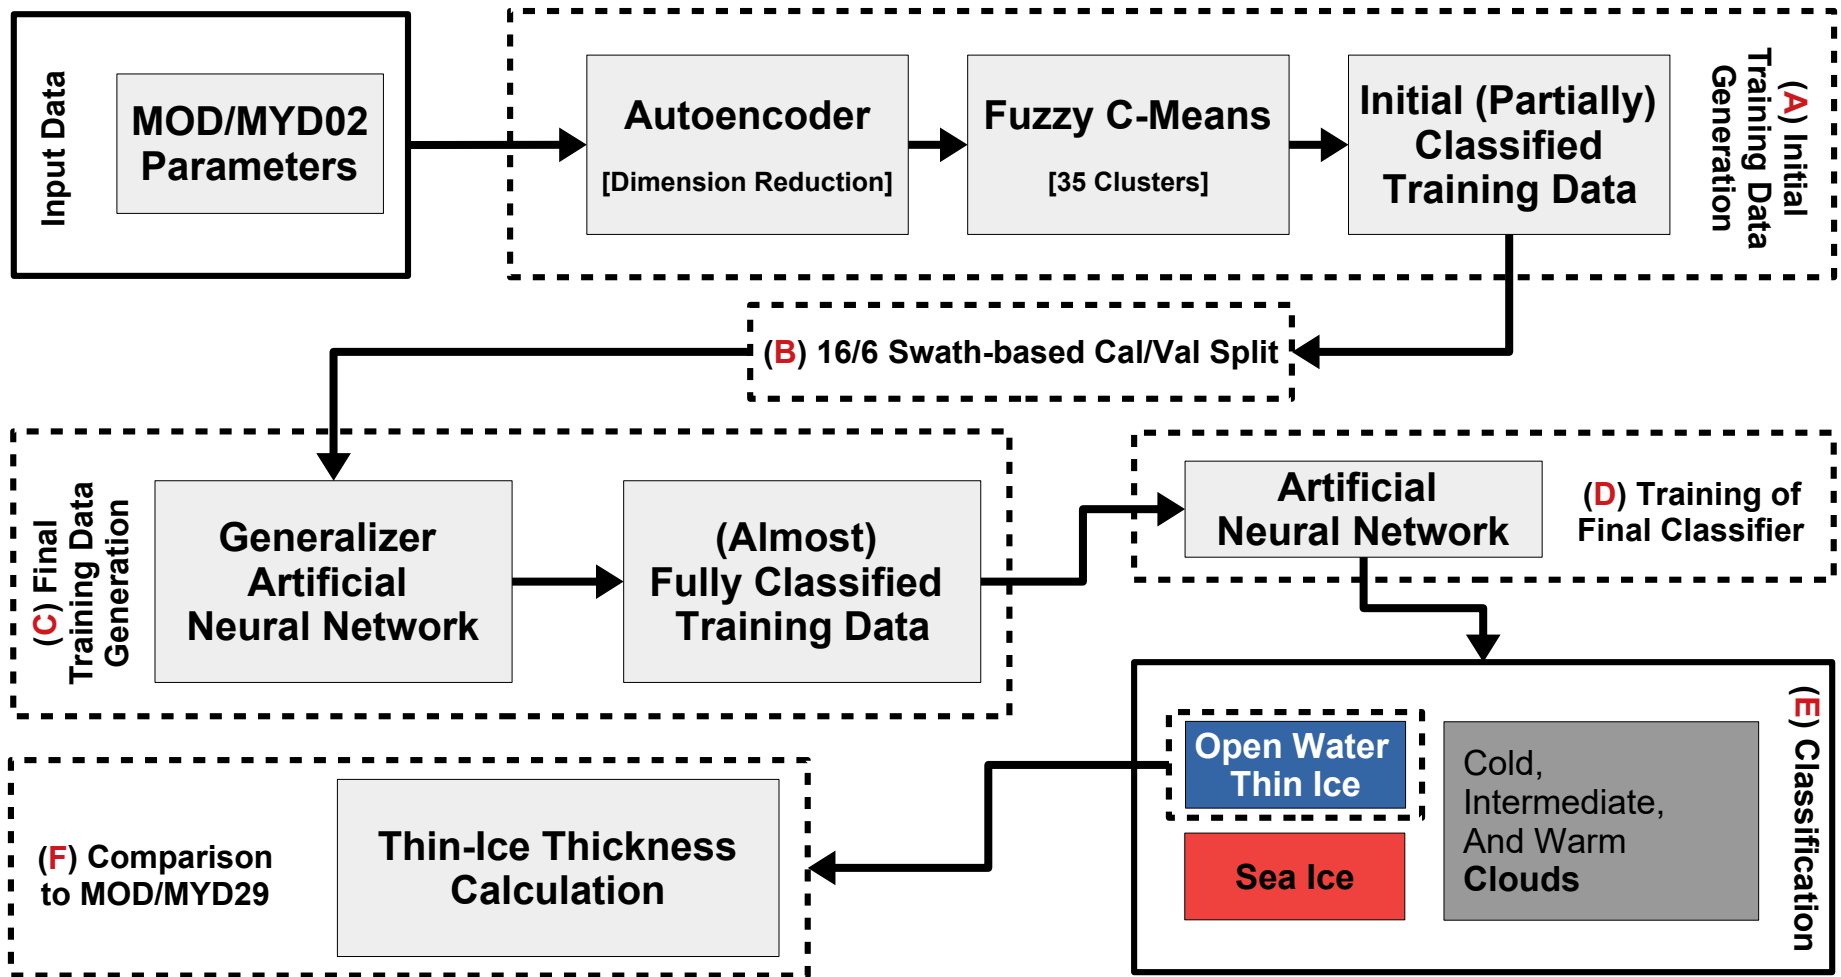 Input Data
MOD/MYD02
Parameters
Autoencoder
[Dimension Reduction]
Fuzzy C-Means
[35 Clusters]
Initial (Partially)
Classified
Training Data
(A) Initial
Training Data
Generation
(B) 16/6 Swath-based Cal/Val Split
(C) Final
Training Data
Generation
Generalizer
Artificial
Neural Network
(Almost)
Fully Classified
Training Data
Artificial
Neural Network
(D) Training of
Final Classifier
Open Water
Thin Ice
Sea Ice
Cold,
Intermediate,
And Warm
Clouds
(E) Classification
(F) Comparison
to MOD/MYD29
Thin-Ice Thickness
Calculation